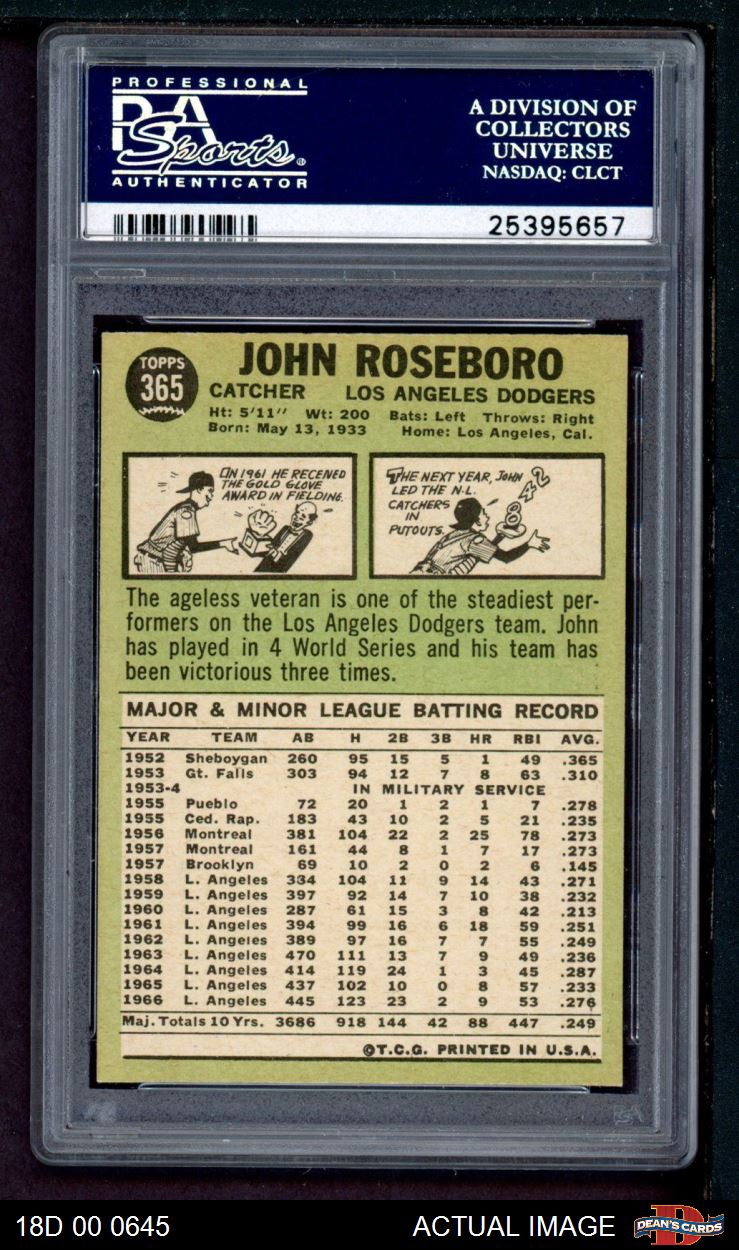 PROFESSIONAL
PSA
Sports®
AUTHENTICATOR
A DIVISION OF
COLLECTORS
UNIVERSE
NASDAQ: CLCT
25395657
TOPPS
365
JOHN ROSEBORO
CATCHER LOS ANGELES DODGERS
Ht: 5'11" Wt: 200 Bats: Left Throws: Right
Born: May 13, 1933 Home: Los Angeles, Cal.
IN 1961 HE RECENED
THE GOLD GLOVE
AWARD IN FIELDING.
THE NEXT YEAR, JOHN
LED THE N.L.
CATCHERS
IN
PUTOUTS.
842
The ageless veteran is one of the steadiest per-
formers on the Los Angeles Dodgers team. John
has played in 4 World Series and his team has
been victorious three times.
MAJOR & MINOR LEAGUE BATTING RECORD
YEAR TEAM AB H 2B 3B HR RBI AVG.
1952 Sheboygan 260 95 15 5 1 49 .365
1953 Gt. Falls 303 94 12 7 8 63 .310
1953-4 IN MILITARY SERVICE
1955 Pueblo 72 20 1 2 1 7 .278
1955 Ced. Rap. 183 43 10 2 5 21 .235
1956 Montreal 381 104 22 2 25 78 .273
1957 Montreal 161 44 8 1 7 17 .273
1957 Brooklyn 69 10 2 0 2 6 .145
1958 L. Angeles 334 104 11 9 14 43 .271
1959 L. Angeles 397 92 14 7 10 38 .232
1960 L. Angeles 287 61 15 3 8 42 .213
1961 L. Angeles 394 99 16 6 18 59 .251
1962 L. Angeles 389 97 16 7 7 55 .249
1963 L. Angeles 470 111 13 7 9 49 .236
1964 L. Angeles 414 119 24 1 3 45 .287
1965 L. Angeles 437 102 10 0 8 57 .233
1966 L. Angeles 445 123 23 2 9 53 .276
Maj. Totals 10 Yrs. 3686 918 144 42 88 447 .249
©T.C.G. PRINTED IN U.S.A.
PSA
18D 00 0645 ACTUAL IMAGE
D
DEAN'S CARDS